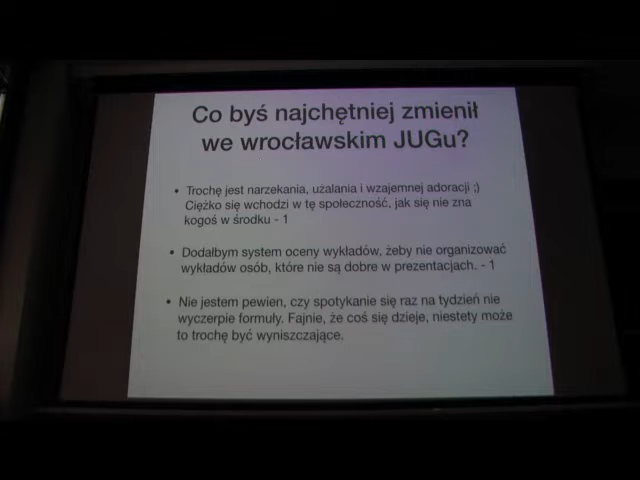 Co byś najchętniej zmienił
we wrocławskim JUGu?
• Trochę jest narzekania, użalania i wzajemnej adoracji ;)
Ciężko się wchodzi w tę społeczność, jak się nie zna
kogoś w środku - 1
• Dodałbym system oceny wykładów, żeby nie organizować
wykładów osób, które nie są dobre w prezentacjach. - 1
• Nie jestem pewien, czy spotykanie się raz na tydzień nie
wyczerpie formuły. Fajnie, że coś się dzieje, niestety może
to trochę być wyniszczające.